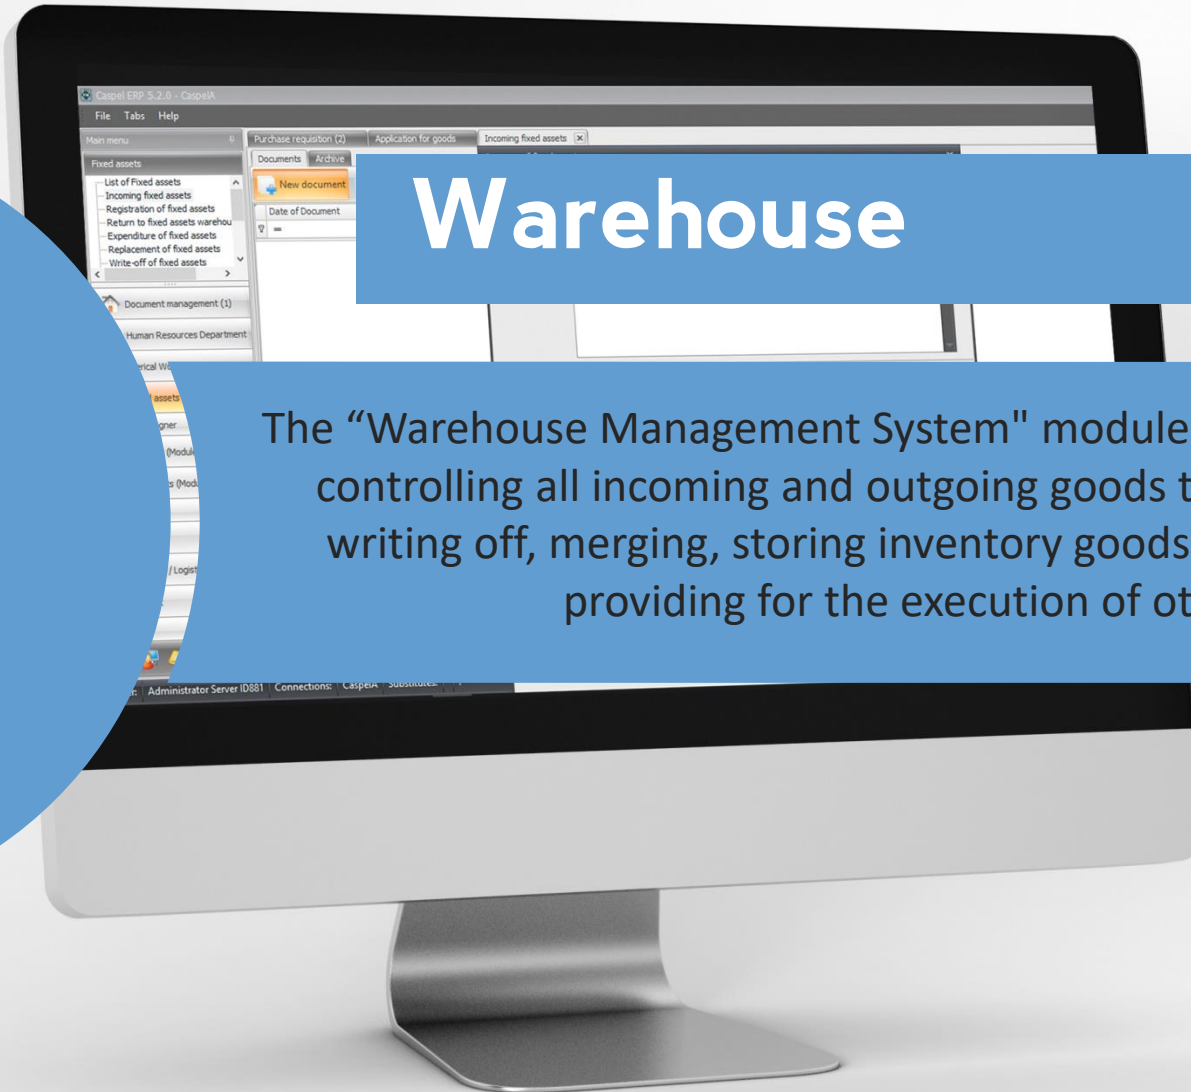 Caspel ERP 5.2.0 - CaspelA
File Tabs Help
Main menu
Purchase requisition (2) Application for goods Incoming fixed assets
Fixed assets
Documents Archive
List of Fixed assets
Incoming fixed assets
Registration of fixed assets
Return to fixed assets warehou
Expenditure of fixed assets
Replacement of fixed assets
Write-off of fixed assets
New document
Date of Document
=
Warehouse
Document management (1)
Human Resources Department
assets
(Modul
/ Logist
The “Warehouse Management System" module
controlling all incoming and outgoing goods t
writing off, merging, storing inventory goods
providing for the execution of ot
Administrator Server ID881 Connections: CaspelA Substitutes: